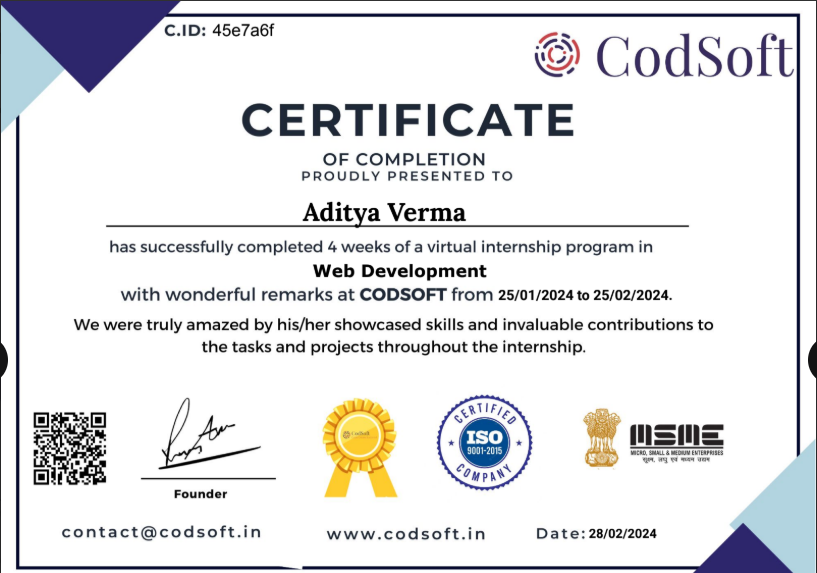 C.ID: 45e7a6f
CodSoft
CERTIFICATE
OF COMPLETION
PROUDLY PRESENTED TO
Aditya Verma
has successfully completed 4 weeks of a virtual internship program in
Web Development
with wonderful remarks at CODSOFT from 25/01/2024 to 25/02/2024.
We were truly amazed by his/her showcased skills and invaluable contributions to
the tasks and projects throughout the internship.
Founder
CodSoft
CERTIFIED
ISO
9001-2015
COMPANY
MSME
MICRO, SMALL & MEDIUM ENTERPRISES
सूक्ष्म, लघु एवं मध्यम उद्यम
contact@codsoft.in
www.codsoft.in
Date: 28/02/2024